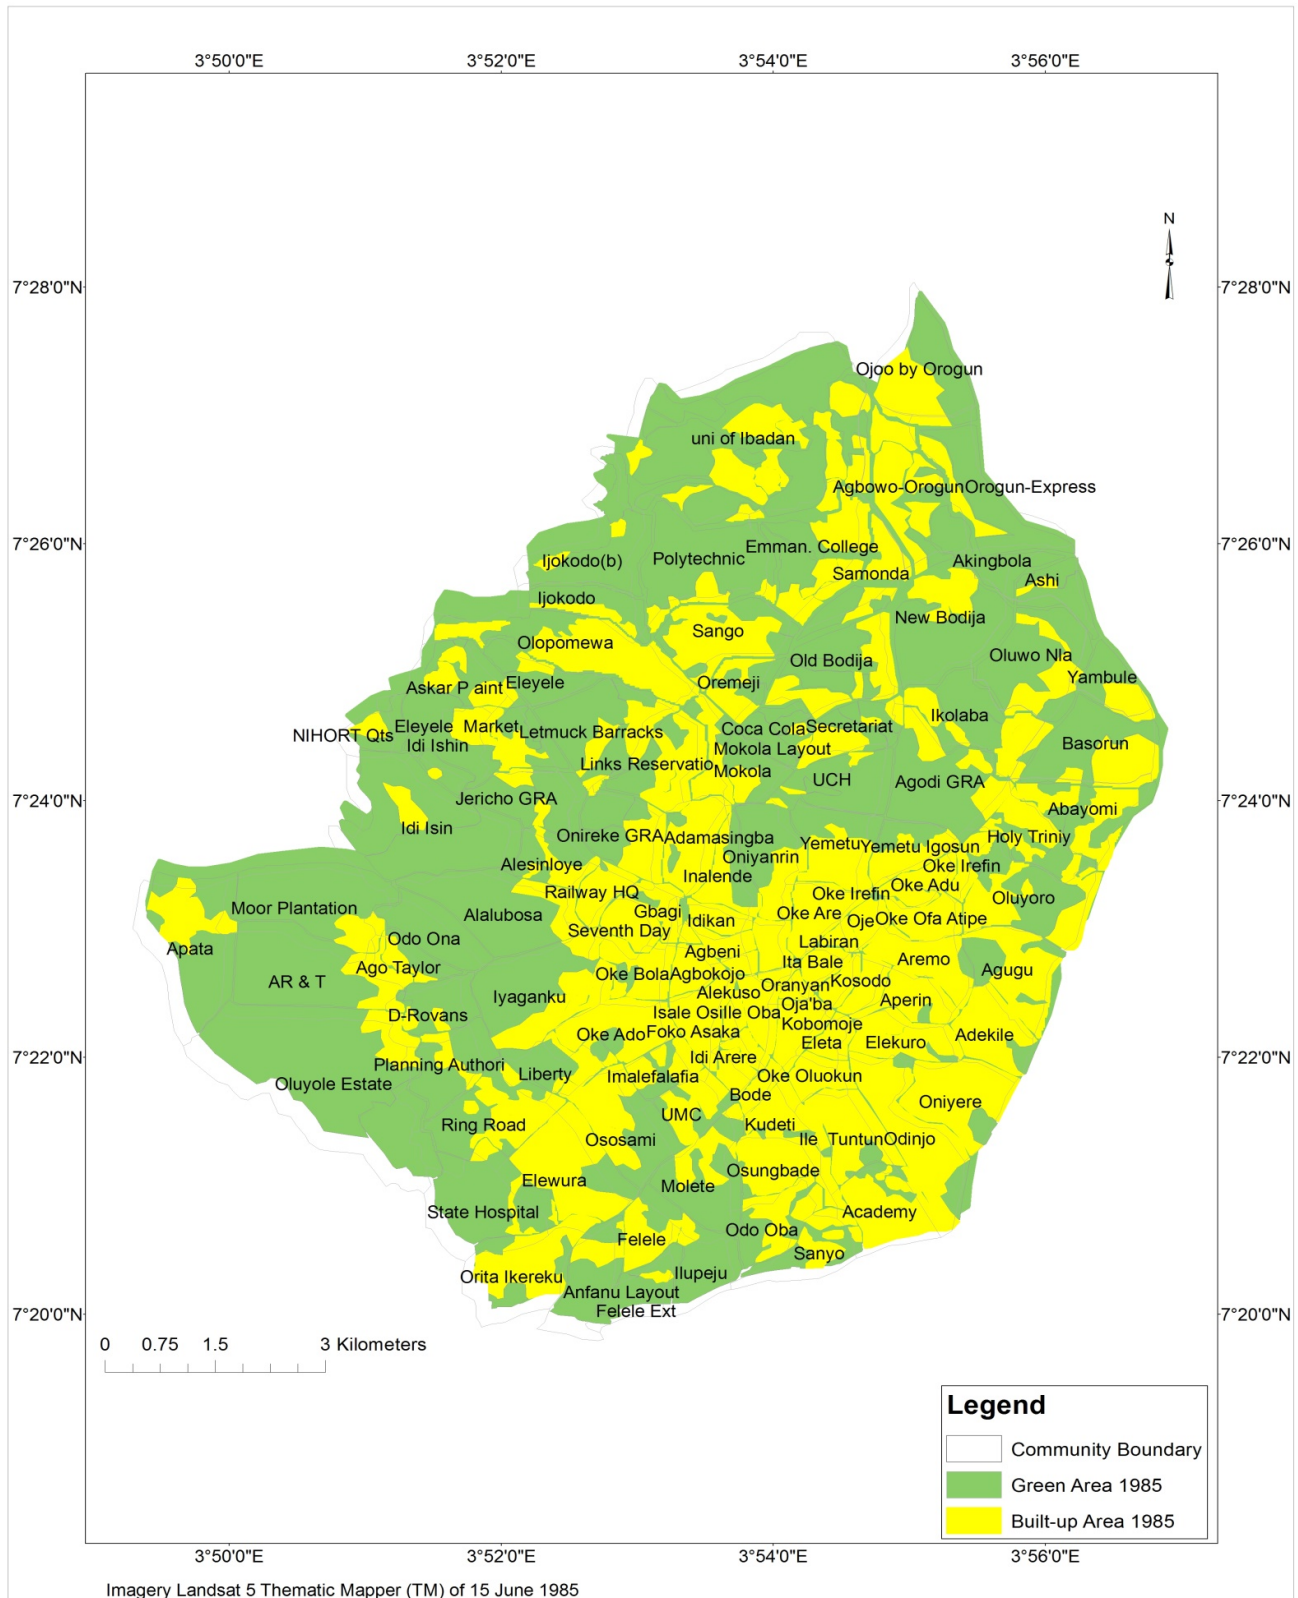 3°50'0"E 3°52'0"E 3°54'0"E 3°56'0"E
N
7°28'0"N 7°28'0"N
Ojoo by Orogun
uni of Ibadan
Agbowo-Orogun Orogun-Express
7°26'0"N 7°26'0"N
Emman. College
Ijokodo(b) Polytechnic Akingbola
Samonda Ashi
Ijokodo
New Bodija
Sango
Olopomewa
Old Bodija Oluwo Nla
Yambule
Askar P aint Eleyele Oremeji
Ikolaba
Eleyele Market Letmuck Barracks Coca Cola Secretariat
NIHORT Qts
Idi Ishin Mokola Layout Basorun
Links Reservatio Mokola
UCH Agodi GRA
7°24'0"N 7°24'0"N
Jericho GRA
Abayomi
Idi Isin
Onireke GRA Adamasingba Holy Triniy
Yemetu Yemetu Igosun
Oniyanrin
Alesinloye Oke Irefin
Inalende
Railway HQ Oke Irefin Oke Adu
Oluyoro
Moor Plantation Alalubosa Gbagi Idikan Oke Are Oje Oke Ofa Atipe
Seventh Day
Odo Ona Labiran
Apata Agbeni
Ita Bale Aremo
Ago Taylor Oke Bola Agbokojo Agugu
AR & T Oranyan Kosodo
Iyaganku Alekuso
Oja'ba Aperin
D-Rovans Isale Osille Oba
Kobomoje
Oke Ado Foko Asaka Eleta Elekuro Adekile
7°22'0"N 7°22'0"N
Idi Arere
Planning Authori
Liberty Imalefalafia Oke Oluokun
Oluyole Estate
Bode
Oniyere
UMC
Ring Road Kudeti
Ososami Ile Tuntun Odinjo
Osungbade
Elewura
Molete
State Hospital Academy
Odo Oba
Felele
Sanyo
Orita Ikereku Ilupeju
Anfanu Layout
Felele Ext
7°20'0"N 7°20'0"N
0 0.75 1.5 3 Kilometers
Legend
Community Boundary
Green Area 1985
Built-up Area 1985
3°50'0"E 3°52'0"E 3°54'0"E 3°56'0"E
Imagery Landsat 5 Thematic Mapper (TM) of 15 June 1985